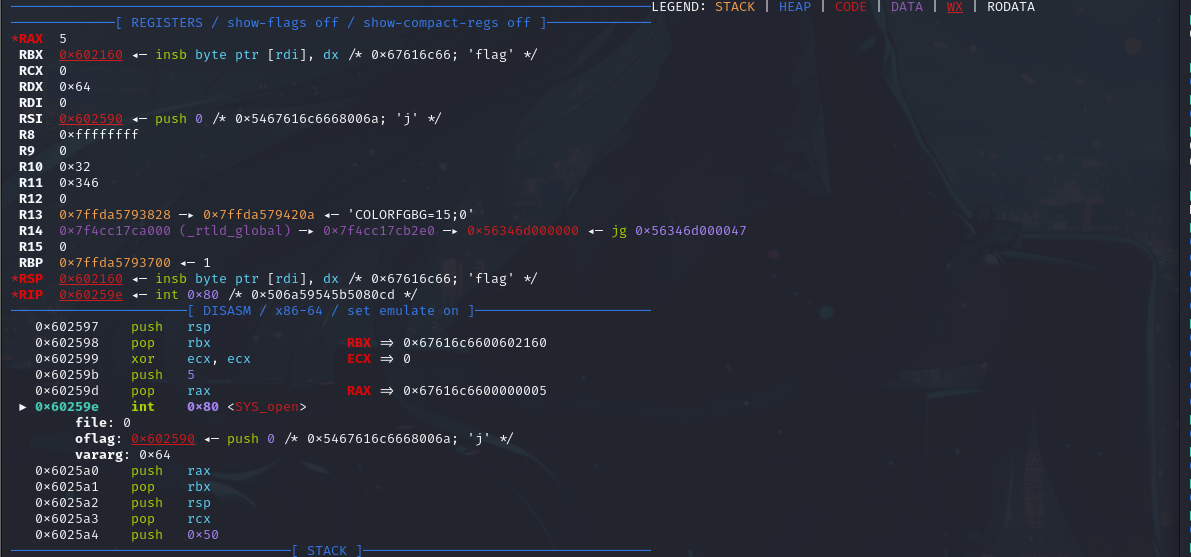 LEGEND: STACK | HEAP | CODE | DATA | WX | RODATA
[ REGISTERS / show-flags off / show-compact-regs off ]
*RAX  5
 RBX  0x602160 ◂— insb byte ptr [rdi], dx /* 0x67616c66; 'flag' */
 RCX  0
 RDX  0x64
 RDI  0
 RSI  0x602590 ◂— push 0 /* 0x5467616c6668006a; 'j' */
 R8   0xffffffff
 R9   0
 R10  0x32
 R11  0x346
 R12  0
 R13  0x7ffda5793828 —▸ 0x7ffda579420a ◂— 'COLORFGBG=15;0'
 R14  0x7f4cc17ca000 (_rtld_global) —▸ 0x7f4cc17cb2e0 —▸ 0x56346d000000 ◂— jg 0x56346d000047
 R15  0
 RBP  0x7ffda5793700 ◂— 1
*RSP  0x602160 ◂— insb byte ptr [rdi], dx /* 0x67616c66; 'flag' */
*RIP  0x60259e ◂— int 0x80 /* 0x506a59545b5080cd */
[ DISASM / x86-64 / set emulate on ]
   0x602597    push   rsp
   0x602598    pop    rbx                 RBX => 0x67616c6600602160
   0x602599    xor    ecx, ecx            ECX => 0
   0x60259b    push   5
   0x60259d    pop    rax                 RAX => 0x67616c6600000005
 ► 0x60259e    int    0x80 <SYS_open>
        file: 0
        oflag: 0x602590 ◂— push 0 /* 0x5467616c6668006a; 'j' */
        vararg: 0x64
   0x6025a0    push   rax
   0x6025a1    pop    rbx
   0x6025a2    push   rsp
   0x6025a3    pop    rcx
   0x6025a4    push   0x50
[ STACK ]